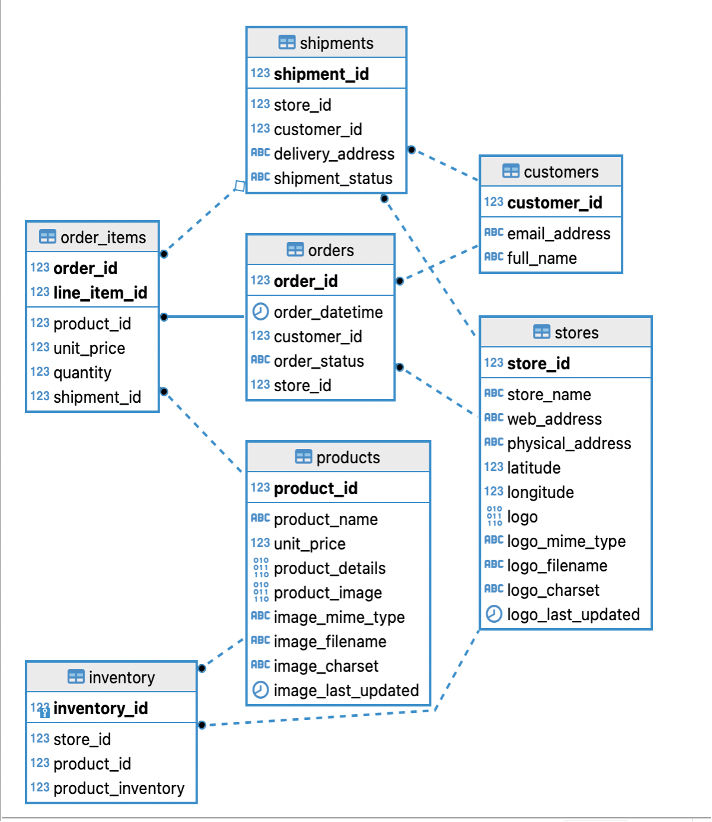 shipments
123 shipment_id
123 store_id
123 customer_id
ABC delivery_address
ABC shipment_status
customers
123 customer_id
ABC email_address
ABC full_name
order_items
123 order_id
123 line_item_id
123 product_id
123 unit_price
123 quantity
123 shipment_id
orders
123 order_id
order_datetime
123 customer_id
ABC order_status
123 store_id
stores
123 store_id
ABC store_name
ABC web_address
ABC physical_address
123 latitude
123 longitude
010
011
110
logo
ABC logo_mime_type
ABC logo_filename
ABC logo_charset
logo_last_updated
products
123 product_id
ABC product_name
123 unit_price
010
011
110
product_details
010
011
110
product_image
ABC image_mime_type
ABC image_filename
ABC image_charset
image_last_updated
inventory
123 inventory_id
123 store_id
123 product_id
123 product_inventory